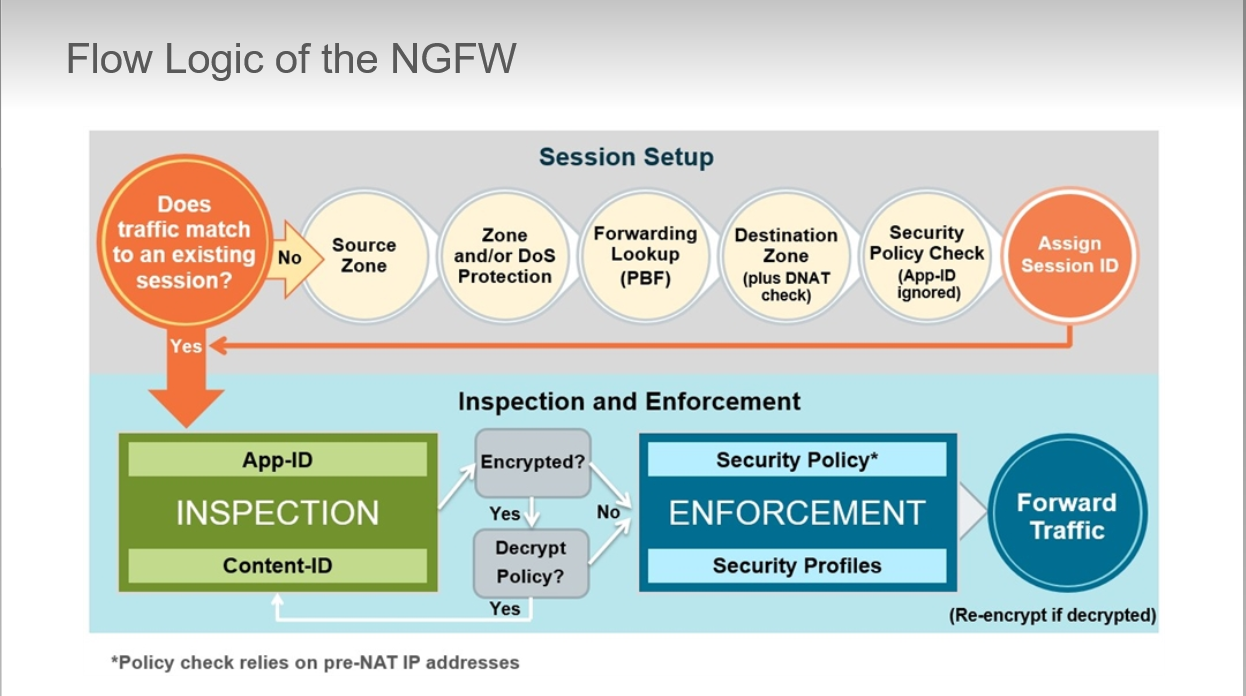 Flow Logic of the NGFW
Session Setup
Does
traffic match
to an existing
session?
No
Source
Zone
Zone
and/or DoS
Protection
Forwarding
Lookup
(PBF)
Destination
Zone
(plus DNAT
check)
Security
Policy Check
(App-ID
ignored)
Assign
Session ID
Yes
Inspection and Enforcement
App-ID
INSPECTION
Content-ID
Encrypted?
Yes
No
Decrypt
Policy?
Yes
Security Policy*
ENFORCEMENT
Security Profiles
Forward
Traffic
(Re-encrypt if decrypted)
*Policy check relies on pre-NAT IP addresses